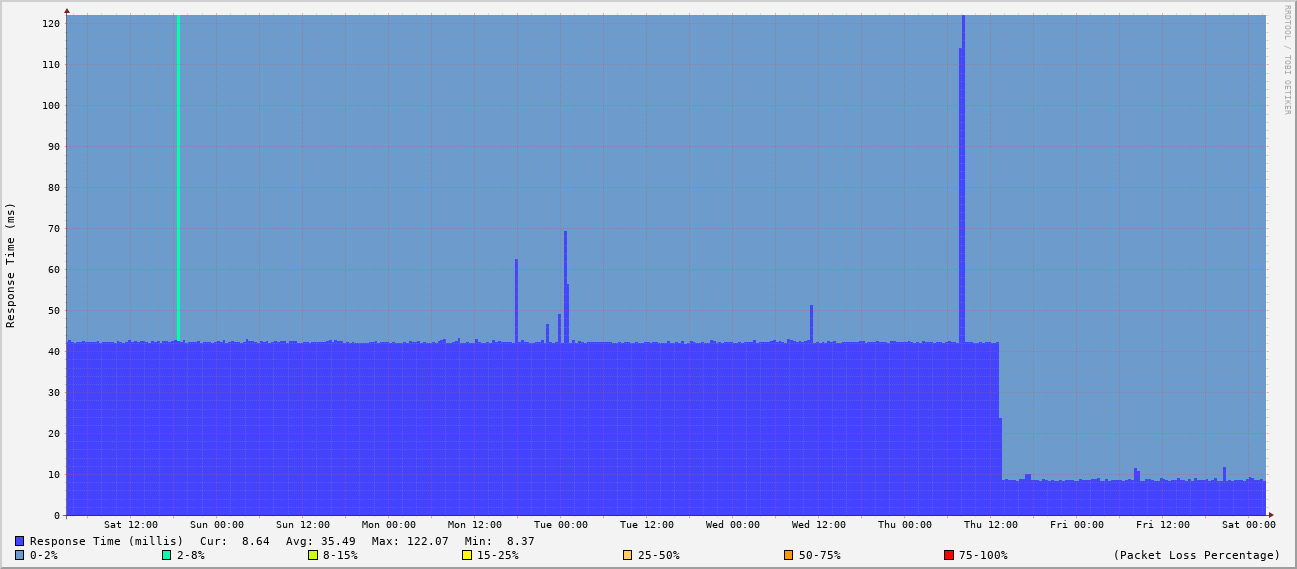 RRDTOOL / TOBI OETIKER
Response Time (ms)
120
110
100
90
80
70
60
50
40
30
20
10
0
Sat 12:00 Sun 00:00 Sun 12:00 Mon 00:00 Mon 12:00 Tue 00:00 Tue 12:00 Wed 00:00 Wed 12:00 Thu 00:00 Thu 12:00 Fri 00:00 Fri 12:00 Sat 00:00
Response Time (millis) Cur: 8.64 Avg: 35.49 Max: 122.07 Min: 8.37
0-2% 2-8% 8-15% 15-25% 25-50% 50-75% 75-100% (Packet Loss Percentage)